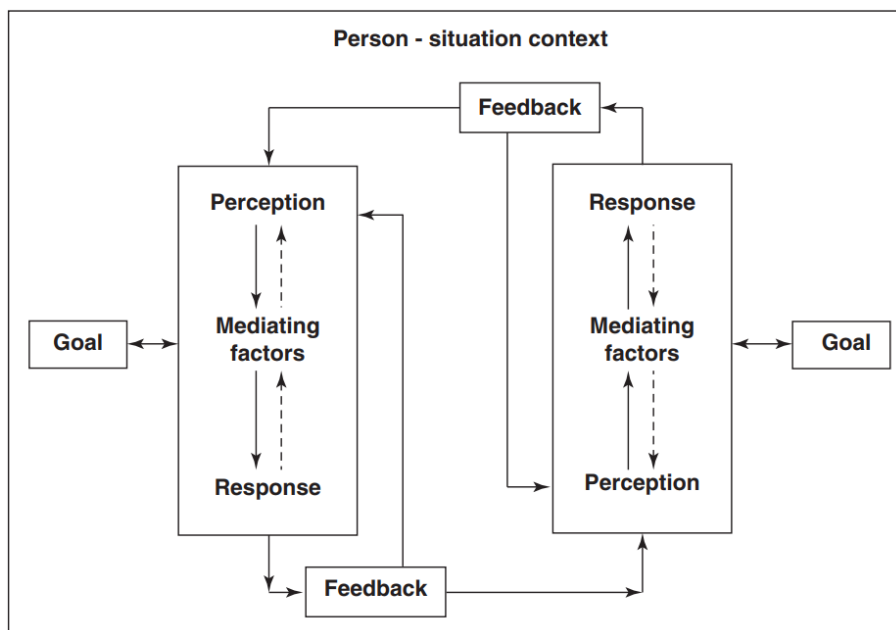 Person - situation context
Feedback
Perception
Response
Goal
Mediating
factors
Mediating
factors
Goal
Response
Perception
Feedback